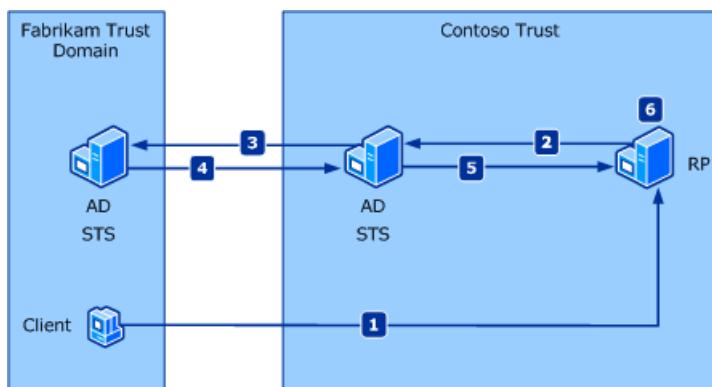 Fabrikam Trust
Domain
Contoso Trust
6
3
2
4
5
RP
AD
STS
AD
STS
Client
1